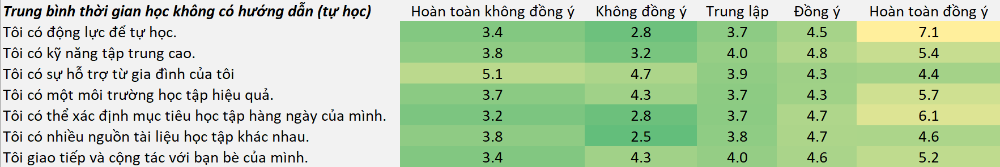 Trung bình thời gian học không có hướng dẫn (tự học) Hoàn toàn không đồng ý Không đồng ý Trung lập Đồng ý Hoàn toàn đồng ý
Tôi có động lực để tự học. 3.4 2.8 3.7 4.5 7.1
Tôi có kỹ năng tập trung cao. 3.8 3.2 4.0 4.8 5.4
Tôi có sự hỗ trợ từ gia đình của tôi 5.1 4.7 3.9 4.3 4.4
Tôi có một môi trường học tập hiệu quả. 3.7 4.3 3.7 4.3 5.7
Tôi có thể xác định mục tiêu học tập hàng ngày của mình. 3.2 2.8 3.7 4.7 6.1
Tôi có nhiều nguồn tài liệu học tập khác nhau. 3.8 2.5 3.8 4.7 4.6
Tôi giao tiếp và cộng tác với bạn bè của mình. 3.4 4.3 4.0 4.6 5.2